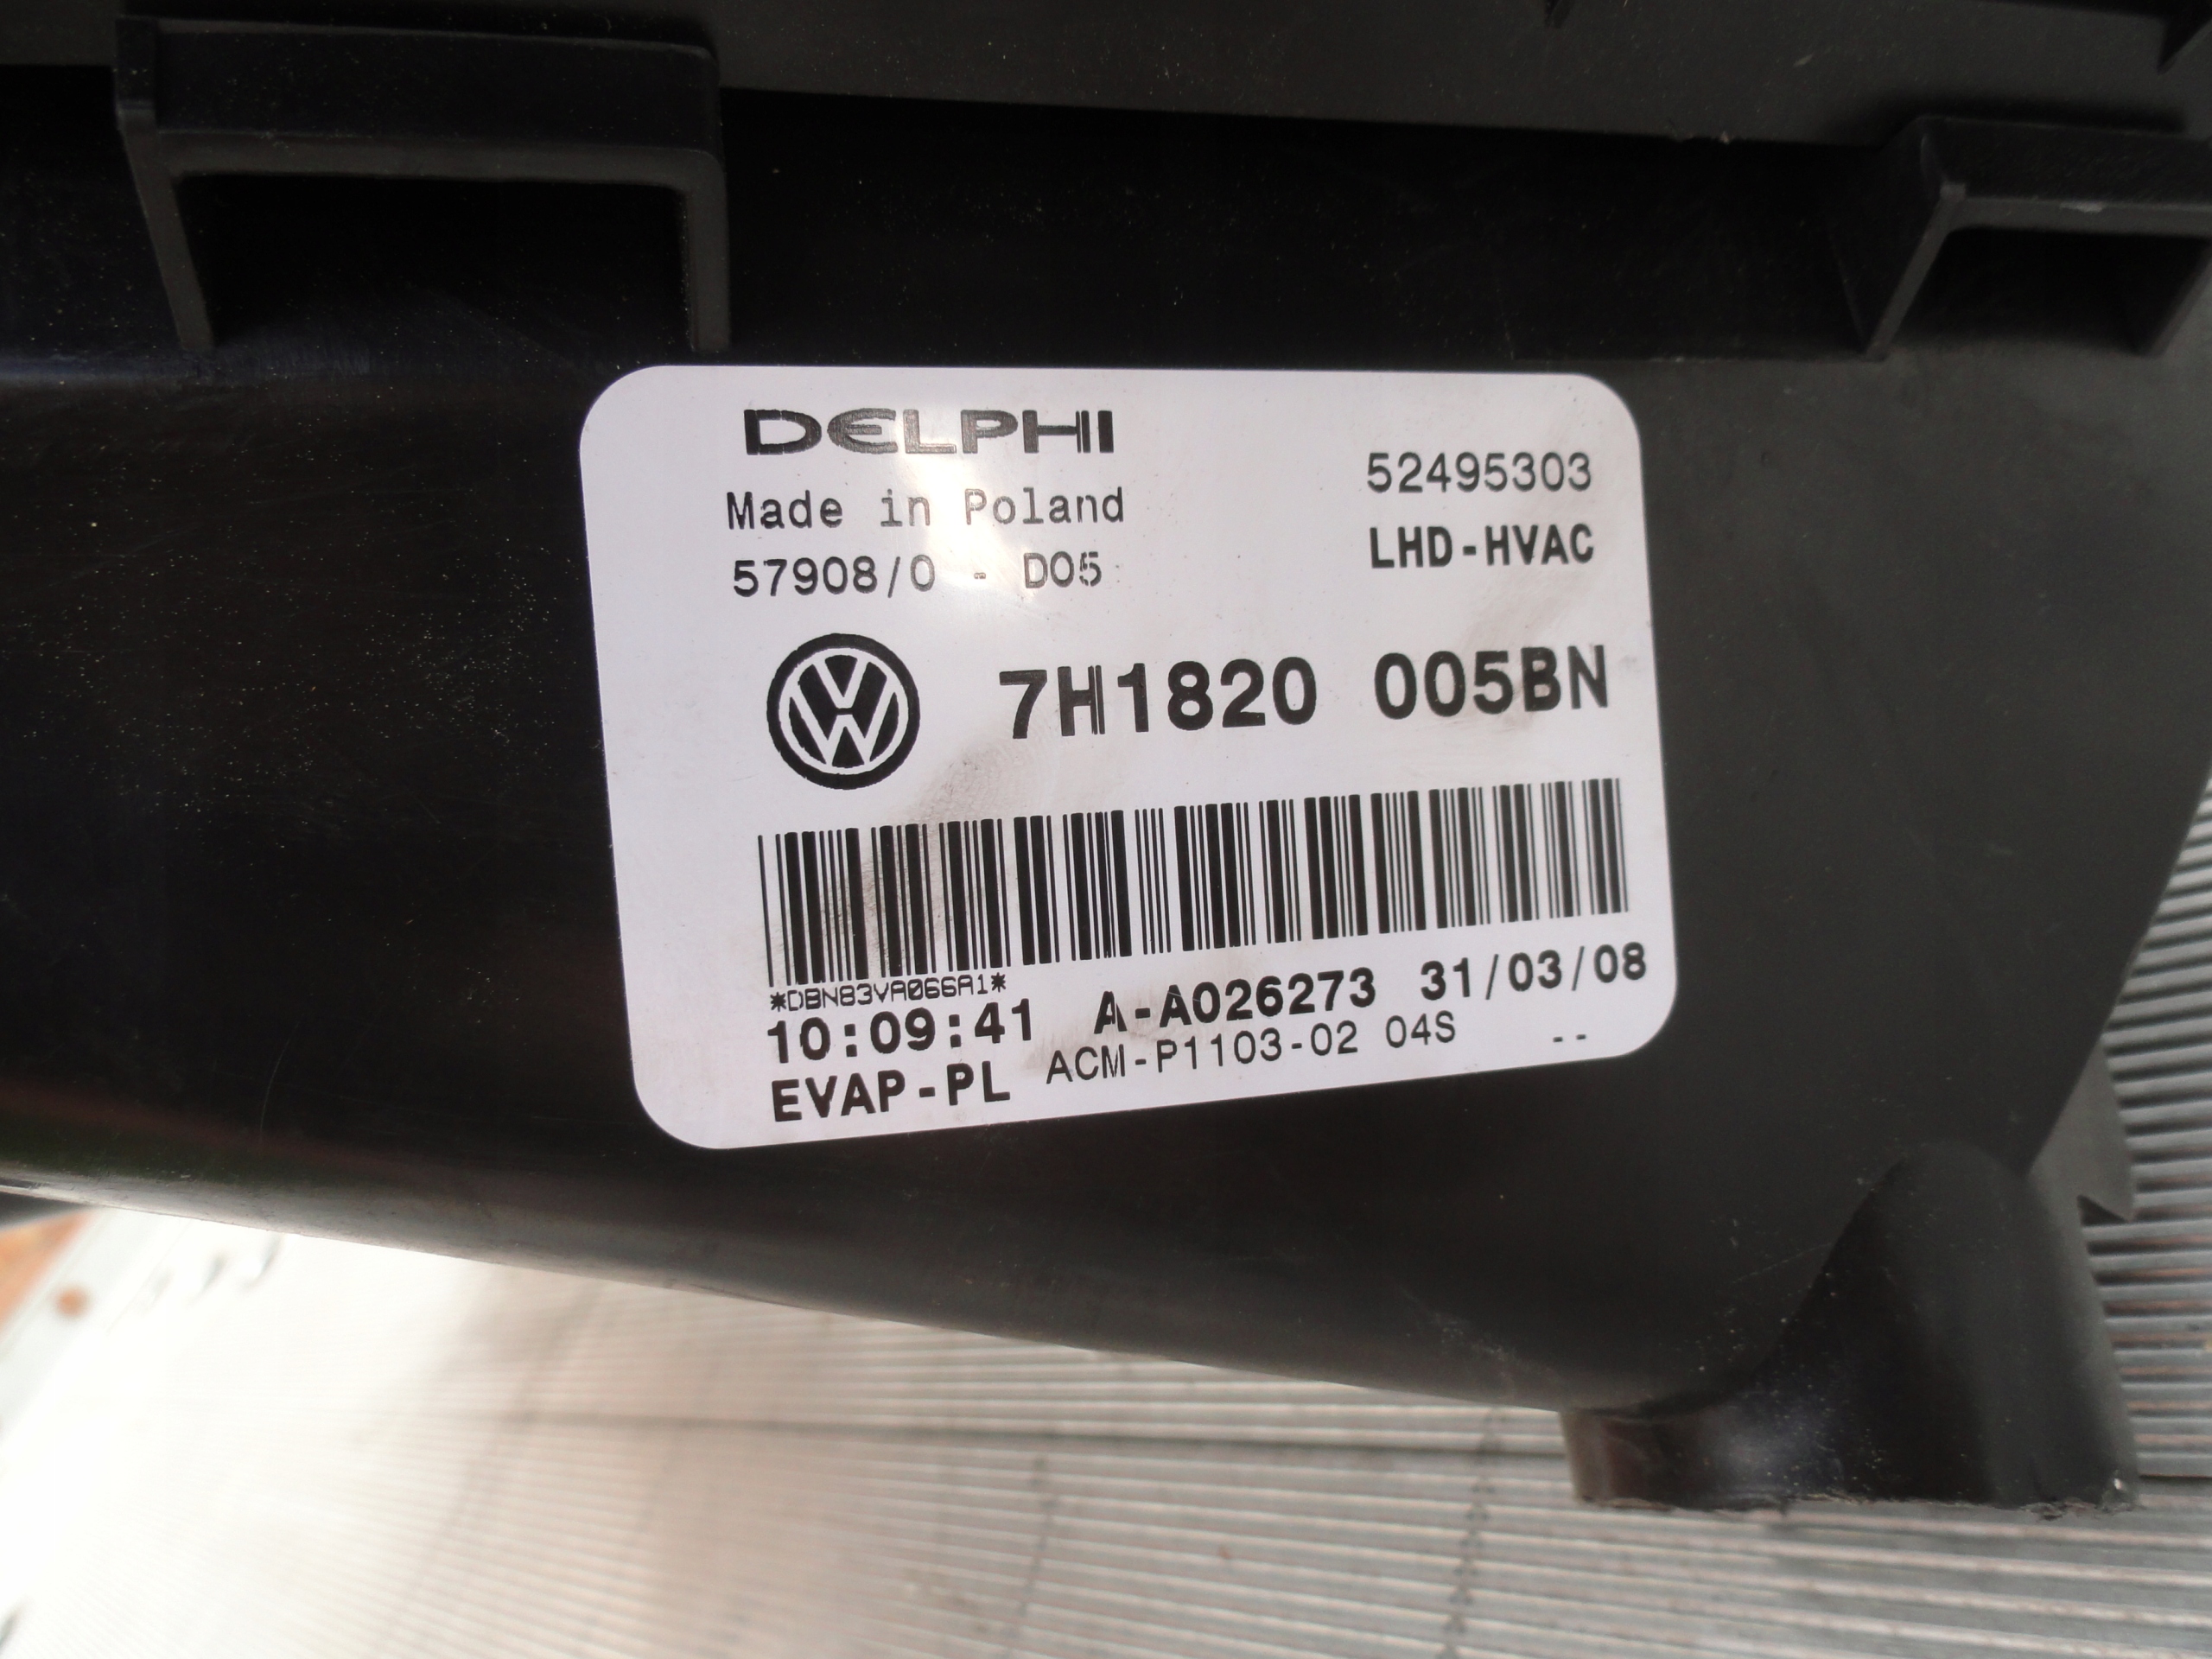 DELPHI
Made in Poland
57908/0 - D05
52495303
LHD-HVAC
7H1820 005BN
*DBN83VA066A1*
10:09:41 A-A026273 31/03/08
EVAP-PL ACM-P1103-02 04S --